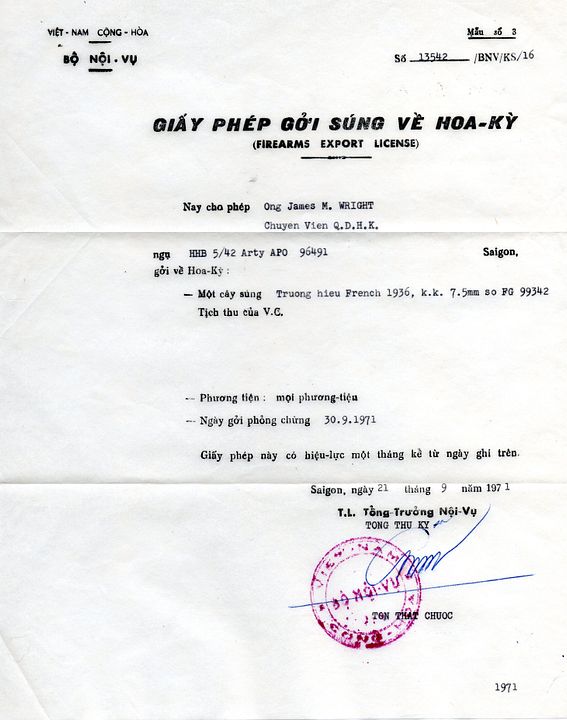 VIỆT-NAM CỘNG-HÒA
BỘ NỘI-VỤ
Mẫu số 3
Số 13542 /BNV/KS/16
GIẤY PHÉP GỞI SÚNG VỀ HOA-KỲ
(FIREARMS EXPORT LICENSE)
Nay cho phép Ong James M. WRIGHT
Chuyen Vien Q.D.H.K.
ngụ HHB 5/42 Arty APO 96491 Saigon,
gởi về Hoa-Kỳ :
— Một cây súng Truong hieu French 1936, k.k. 7.5mm so FG 99342
Tịch thu của V.C.
— Phương tiện : mọi phương-tiệu
— Ngày gởi phỏng chừng 30.9.1971
Giấy phép này có hiệu-lực một tháng kể từ ngày ghi trên.
Saigon, ngày 21 tháng 9 năm 1971
T.L. Tổng-Trưởng Nội-Vụ
TONG THU KY
VIỆT-NAM
TON THAT CHUOC
1971